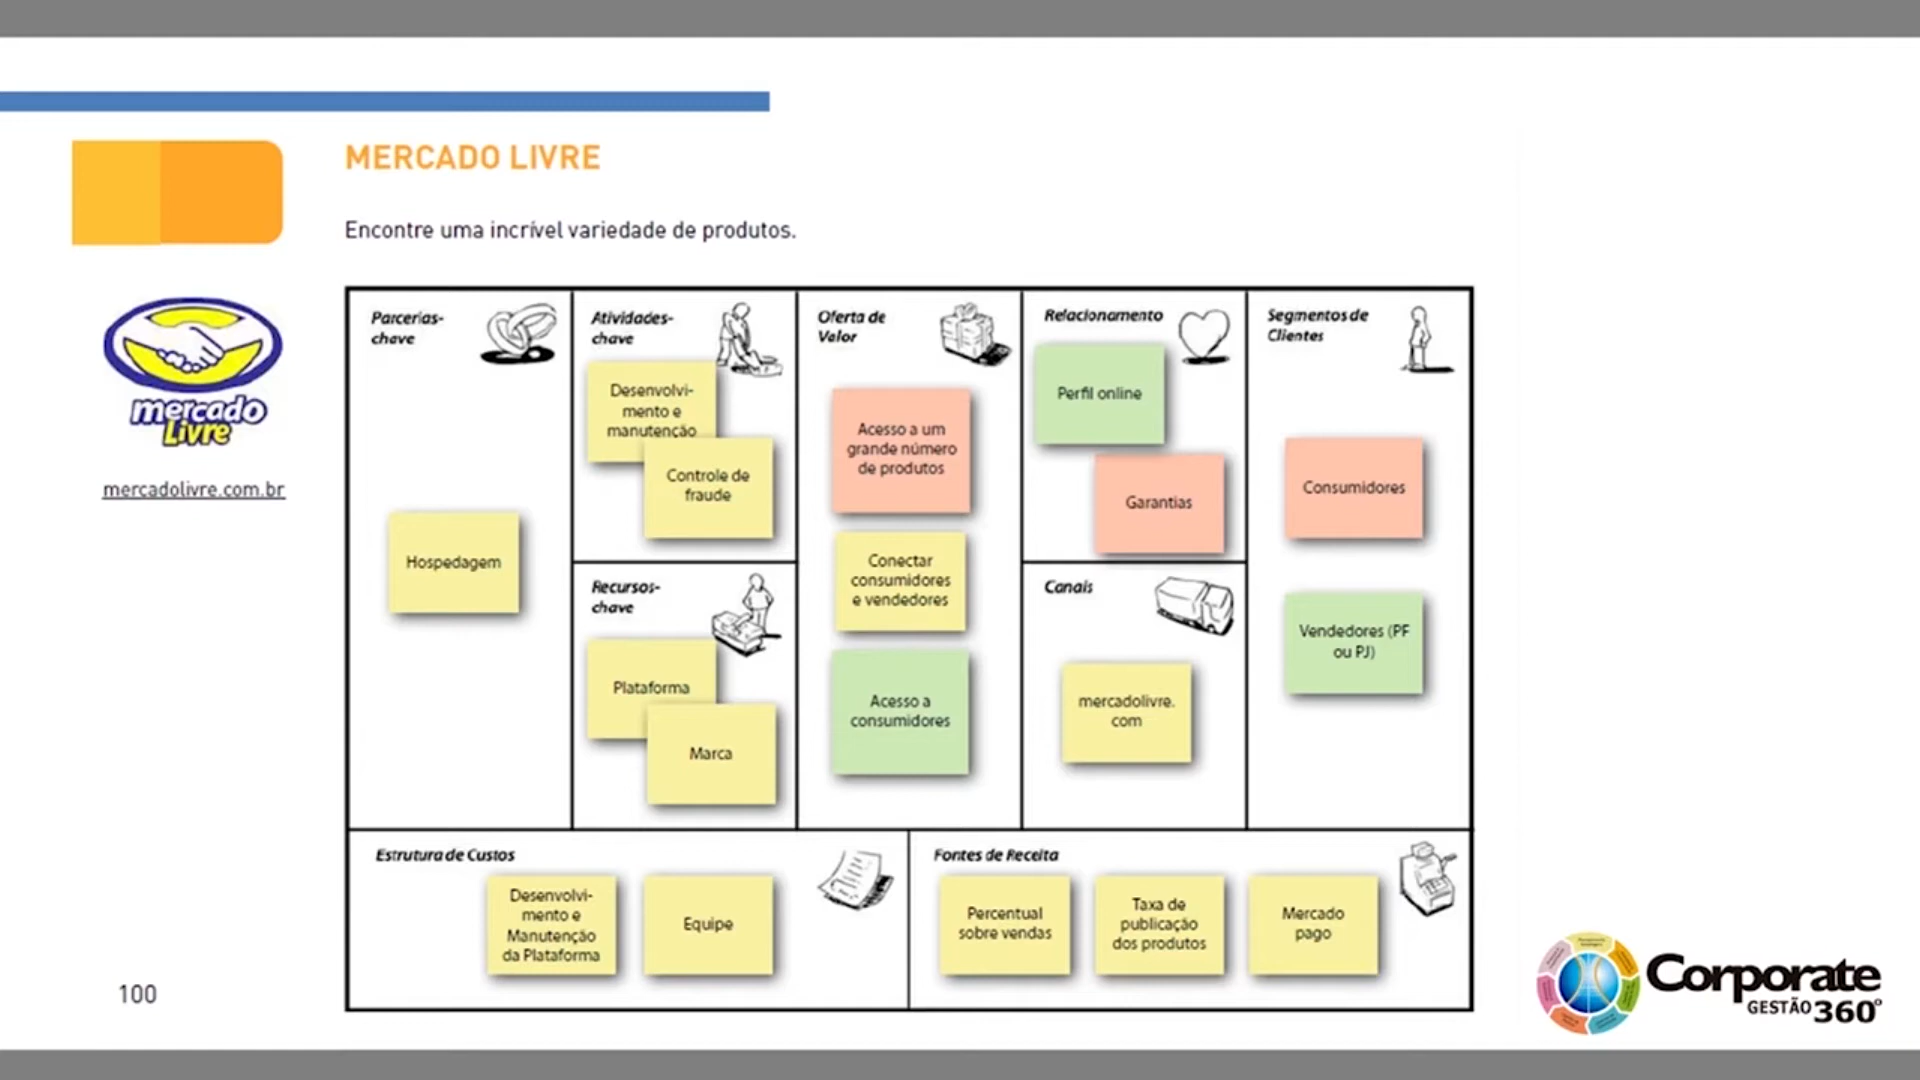 MERCADO LIVRE
Encontre uma incrível variedade de produtos.
mercado
Livre
mercadolivre.com.br
Parcerias-
chave
Hospedagem
Atividades-
chave
Desenvolvi-
mento e
manutenção
Controle de
fraude
Recursos-
chave
Plataforma
Marca
Oferta de
Valor
Acesso a um
grande número
de produtos
Conectar
consumidores
e vendedores
Acesso a
consumidores
Relacionamento
Perfil online
Garantias
Canais
mercadolivre.
com
Segmentos de
Clientes
Consumidores
Vendedores (PF
ou PJ)
Estrutura de Custos
Desenvolvi-
mento e
Manutenção
da Plataforma
Equipe
Fontes de Receita
Percentual
sobre vendas
Taxa de
publicação
dos produtos
Mercado
pago
100
Corporate
GESTÃO 360°